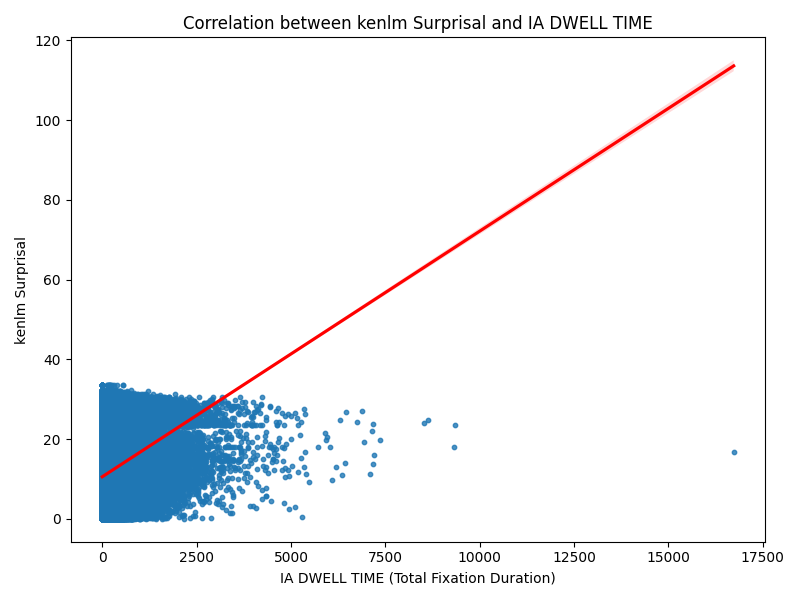 Correlation between kenlm Surprisal and IA DWELL TIME
120
100
80
60
40
20
0
kenlm Surprisal
0 2500 5000 7500 10000 12500 15000 17500
IA DWELL TIME (Total Fixation Duration)